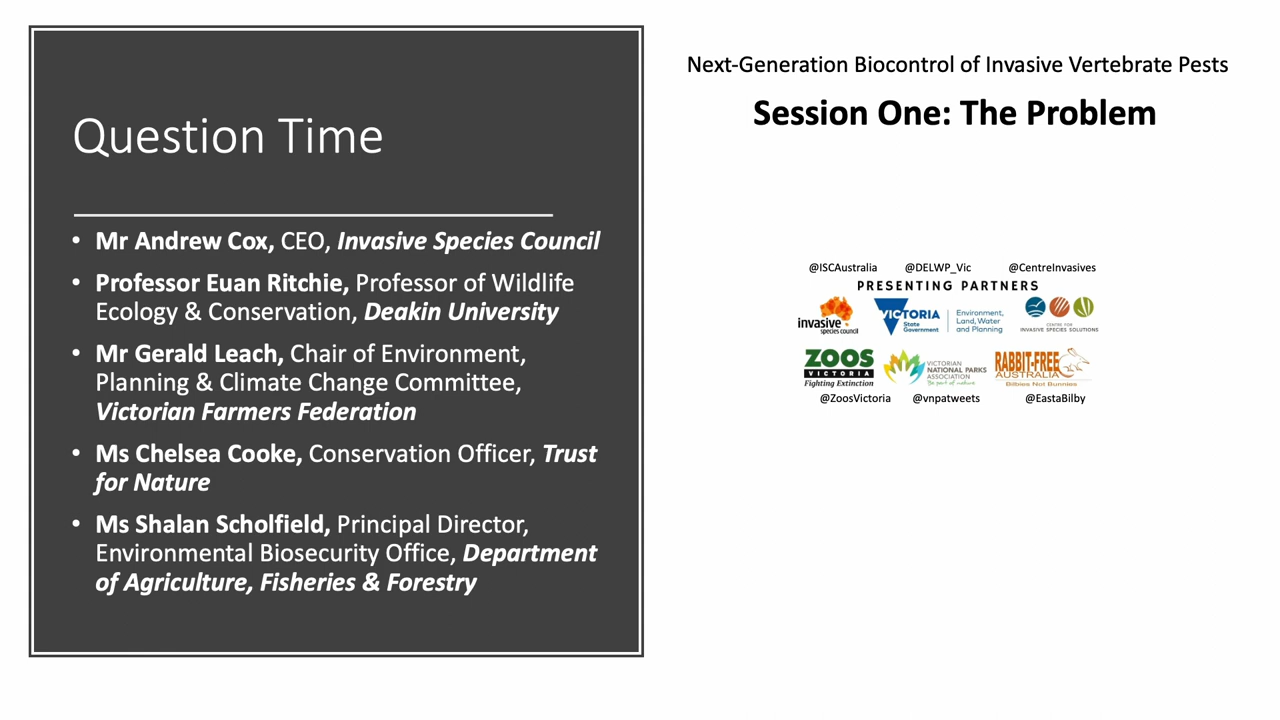 Question Time
• Mr Andrew Cox, CEO, Invasive Species Council
• Professor Euan Ritchie, Professor of Wildlife
Ecology & Conservation, Deakin University
• Mr Gerald Leach, Chair of Environment,
Planning & Climate Change Committee,
Victorian Farmers Federation
• Ms Chelsea Cooke, Conservation Officer, Trust
for Nature
• Ms Shalan Scholfield, Principal Director,
Environmental Biosecurity Office, Department
of Agriculture, Fisheries & Forestry
Next-Generation Biocontrol of Invasive Vertebrate Pests
Session One: The Problem
@ISCAustralia @DELWP_Vic @CentreInvasives
PRESENTING PARTNERS
invasive
species council
VICTORIA
State
Government
Environment,
Land, Water
and Planning
CENTRE FOR
INVASIVE SPECIES SOLUTIONS
ZOOS
VICTORIA
Fighting Extinction
VICTORIAN
NATIONAL PARKS
ASSOCIATION
Be part of nature
RABBIT-FREE
AUSTRALIA
Bilbies Not Bunnies
@ZoosVictoria @vnpatweets @EastaBilby